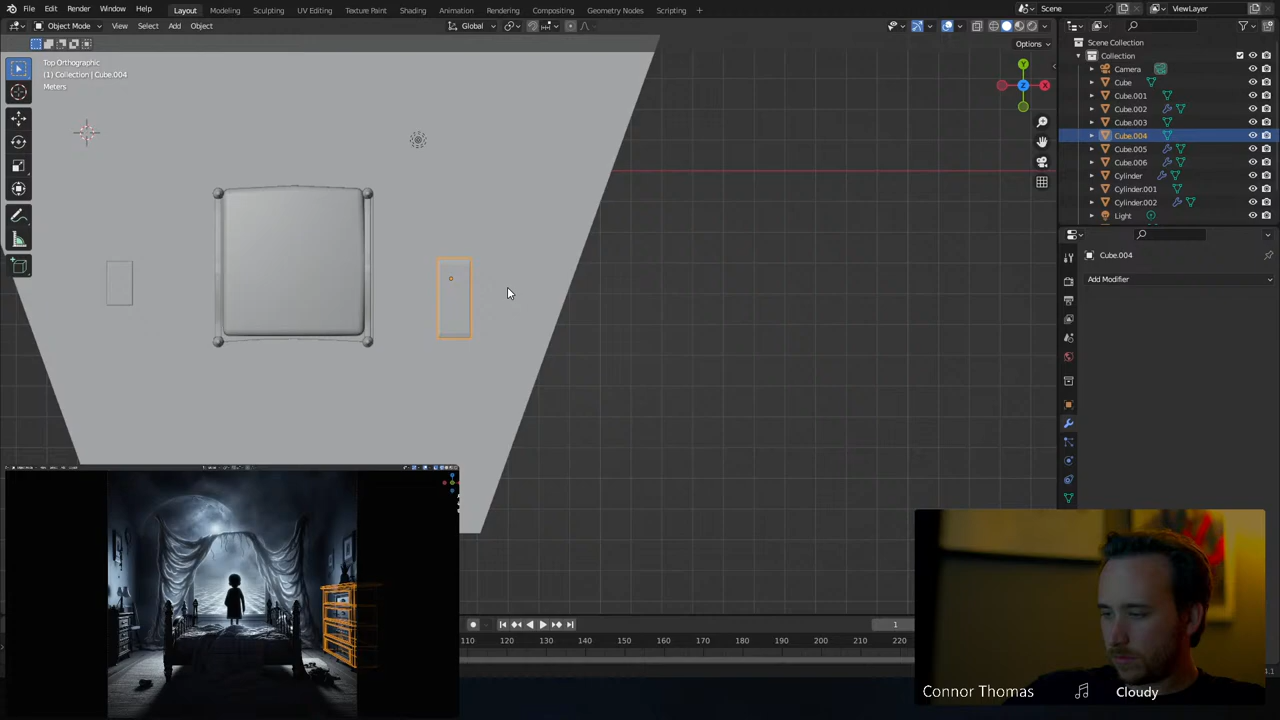 File Edit Render Window Help Layout Modeling Sculpting UV Editing Texture Paint Shading Animation Rendering Compositing Geometry Nodes Scripting Scene ViewLayer
Object Mode View Select Add Object Global
Options
Top Orthographic
(1) Collection | Cube.004
Meters
Y
X
Z
Scene Collection
Collection
Camera
Cube
Cube.001
Cube.002
Cube.003
Cube.004
Cube.005
Cube.006
Cylinder
Cylinder.001
Cylinder.002
Light
Cube.004
Add Modifier
1
110 120 130 140 150 160 170 180 190 200 210 220
Connor Thomas Cloudy